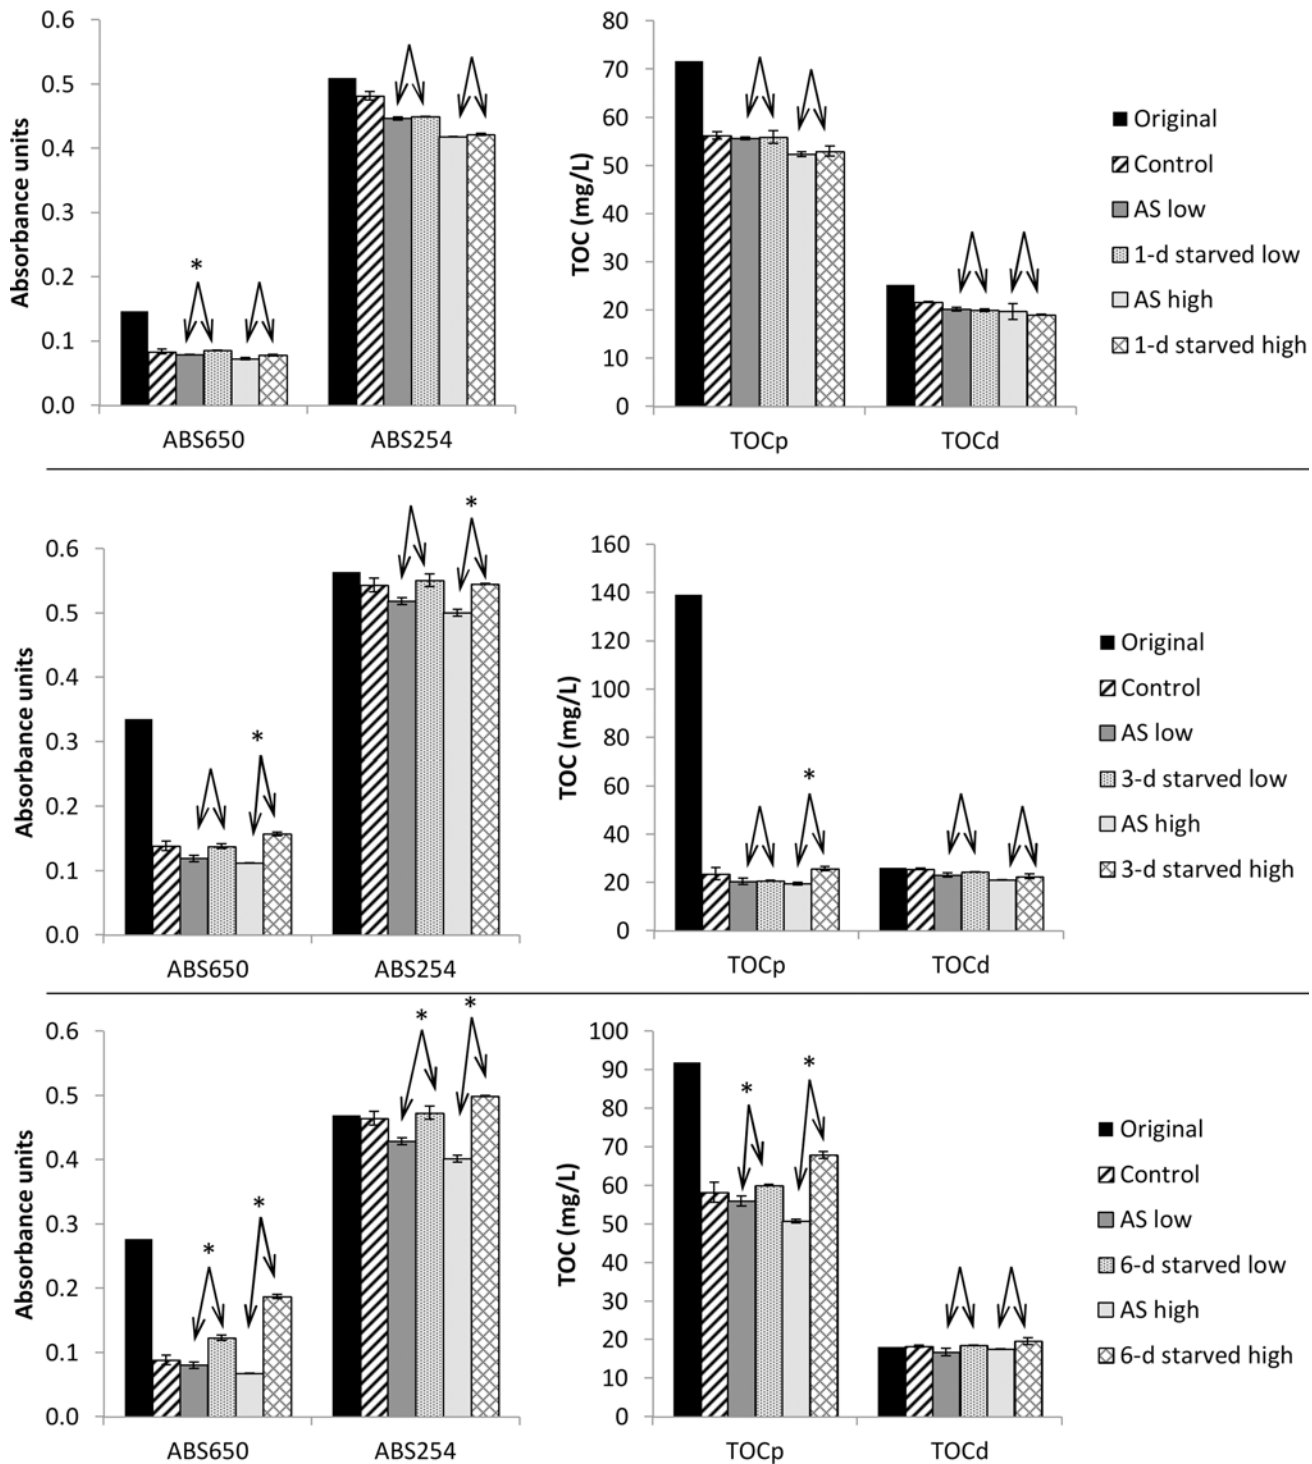 0.6
0.5
0.4
0.3
0.2
0.1
0.0
Absorbance units
*
ABS650
ABS254
80
70
60
50
40
30
20
10
0
TOC (mg/L)
TOCp
TOCd
Original
Control
AS low
1-d starved low
AS high
1-d starved high
0.6
0.5
0.4
0.3
0.2
0.1
0.0
Absorbance units
*
*
ABS650
ABS254
160
140
120
100
80
60
40
20
0
TOC (mg/L)
*
TOCp
TOCd
Original
Control
AS low
3-d starved low
AS high
3-d starved high
0.6
0.5
0.4
0.3
0.2
0.1
0.0
Absorbance units
*
*
*
*
ABS650
ABS254
100
90
80
70
60
50
40
30
20
10
0
TOC (mg/L)
*
*
TOCp
TOCd
Original
Control
AS low
6-d starved low
AS high
6-d starved high